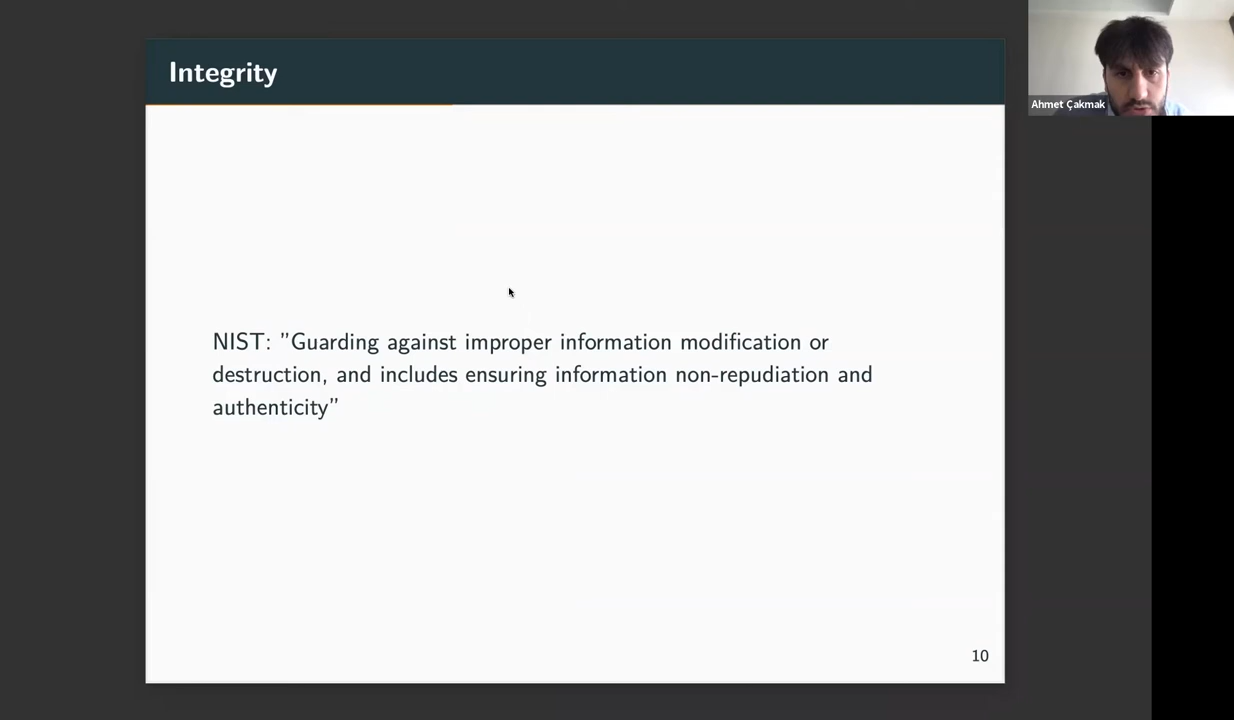 Integrity
Ahmet Çakmak
NIST: ”Guarding against improper information modification or
destruction, and includes ensuring information non-repudiation and
authenticity”
10